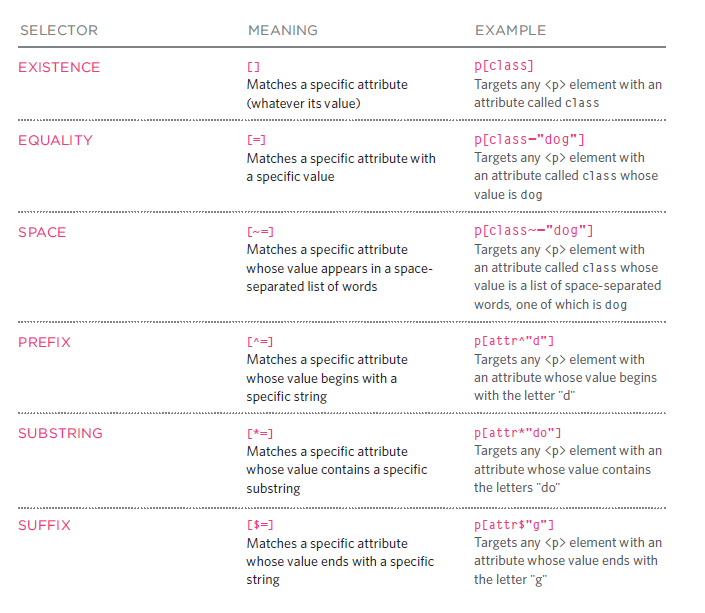 SELECTOR MEANING EXAMPLE
EXISTENCE [] p[class]
Matches a specific attribute Targets any <p> element with an
(whatever its value) attribute called class
EQUALITY [=] p[class="dog"]
Matches a specific attribute with Targets any <p> element with
a specific value an attribute called class whose
value is dog
SPACE [~=] p[class~="dog"]
Matches a specific attribute Targets any <p> element with
whose value appears in a space- an attribute called class whose
separated list of words value is a list of space-separated
words, one of which is dog
PREFIX [^=] p[attr^"d"]
Matches a specific attribute Targets any <p> element with
whose value begins with a an attribute whose value begins
specific string with the letter "d"
SUBSTRING [*=] p[attr*"do"]
Matches a specific attribute Targets any <p> element with an
whose value contains a specific attribute whose value contains
substring the letters "do"
SUFFIX [$=] p[attr$"g"]
Matches a specific attribute Targets any <p> element with an
whose value ends with a specific attribute whose value ends with
string the letter "g"